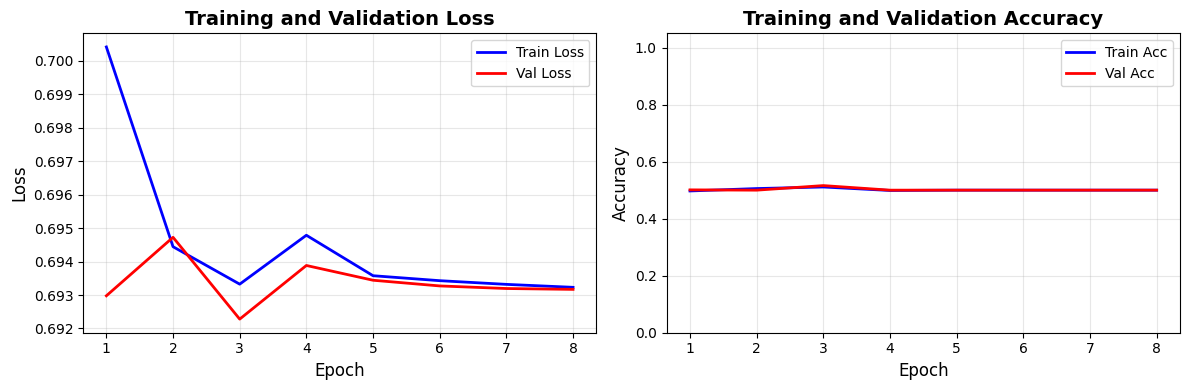 Training and Validation Loss
Train Loss
Val Loss
0.700
0.699
0.698
0.697
0.696
0.695
0.694
0.693
0.692
Loss
1 2 3 4 5 6 7 8
Epoch
Training and Validation Accuracy
Train Acc
Val Acc
1.0
0.8
0.6
0.4
0.2
0.0
Accuracy
1 2 3 4 5 6 7 8
Epoch